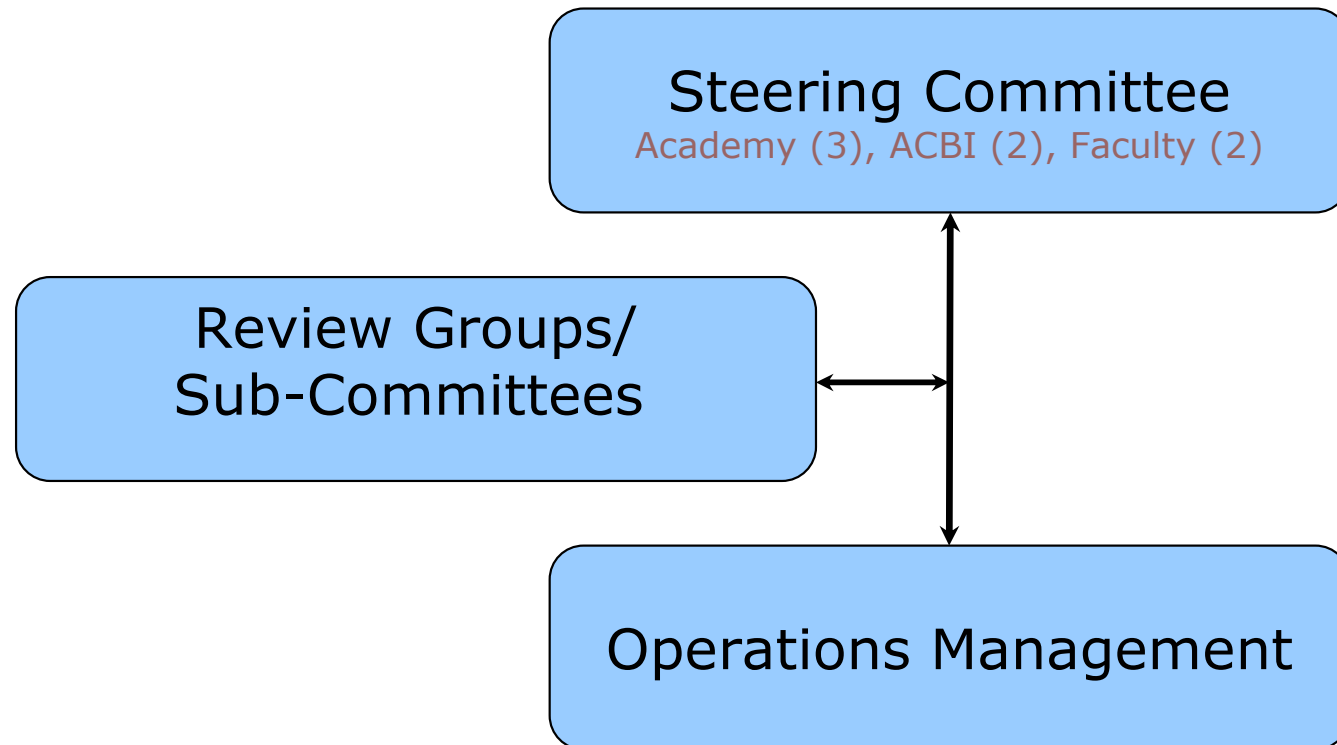 Steering Committee
Academy (3), ACBI (2), Faculty (2)
Review Groups/
Sub-Committees
Operations Management